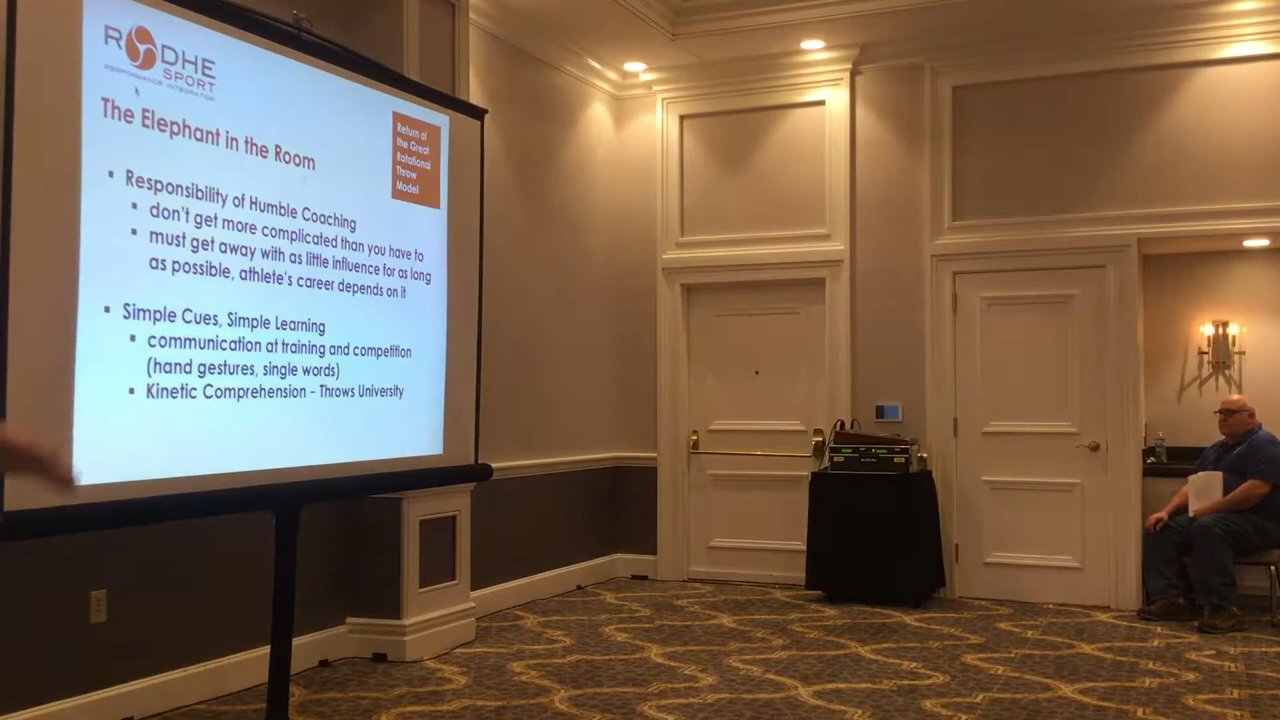 RODHE
SPORT
PERFORMANCE INTEGRATION
The Elephant in the Room
Return of
the Great
Rotational
Throw
Model
▪ Responsibility of Humble Coaching
▪ don't get more complicated than you have to
▪ must get away with as little influence for as long
as possible, athlete's career depends on it
▪ Simple Cues, Simple Learning
▪ communication at training and competition
(hand gestures, single words)
▪ Kinetic Comprehension – Throws University